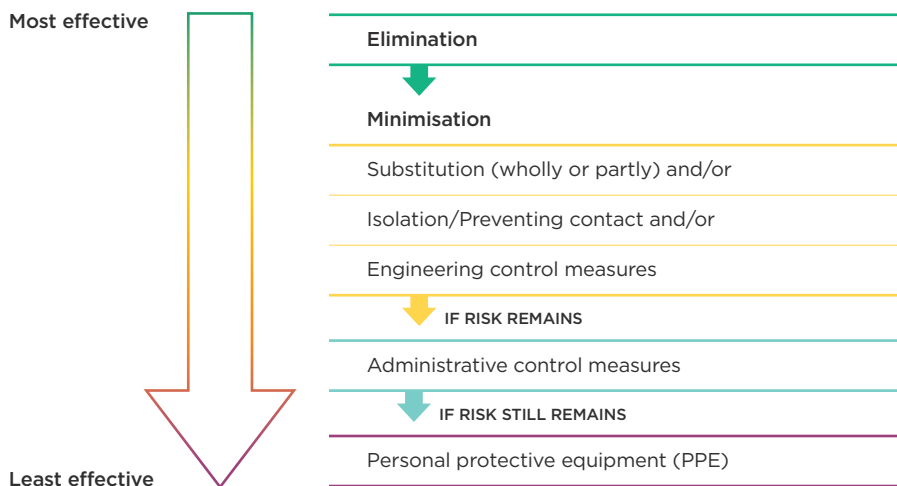 Most effective
Elimination
Minimisation
Substitution (wholly or partly) and/or
Isolation/Preventing contact and/or
Engineering control measures
IF RISK REMAINS
Administrative control measures
IF RISK STILL REMAINS
Personal protective equipment (PPE)
Least effective